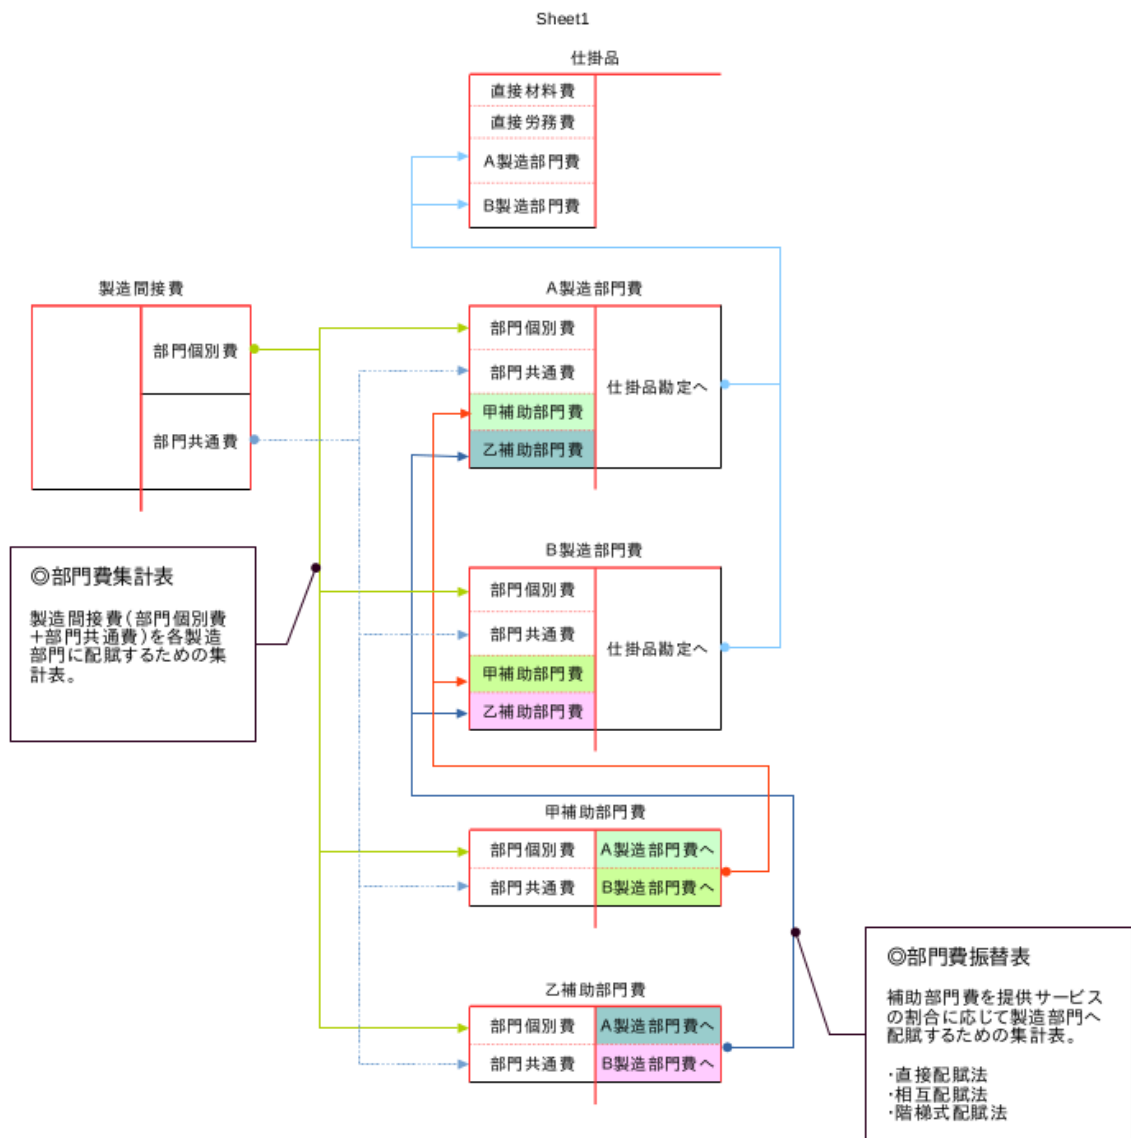 Sheet1
仕掛品
直接材料費
直接労務費
A製造部門費
B製造部門費
製造間接費
部門個別費
部門共通費
A製造部門費
部門個別費
部門共通費
甲補助部門費
乙補助部門費
仕掛品勘定へ
◎部門費集計表
製造間接費(部門個別費
+部門共通費)を各製造
部門に配賦するための集
計表。
B製造部門費
部門個別費
部門共通費
甲補助部門費
乙補助部門費
仕掛品勘定へ
甲補助部門費
部門個別費
A製造部門費へ
部門共通費
B製造部門費へ
乙補助部門費
部門個別費
A製造部門費へ
部門共通費
B製造部門費へ
◎部門費振替表
補助部門費を提供サービス
の割合に応じて製造部門へ
配賦するための集計表。
・直接配賦法
・相互配賦法
・階梯式配賦法